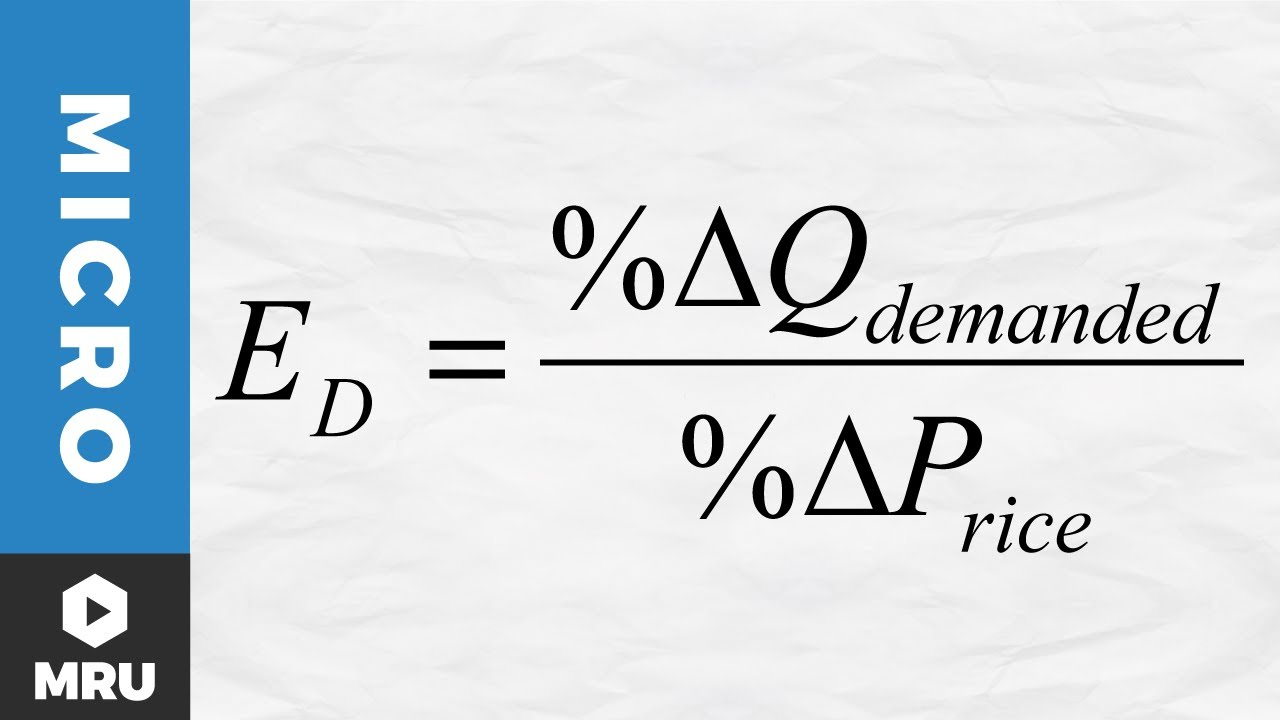 MICRO
E_D = %ΔQ_demanded / %ΔP_rice
MRU